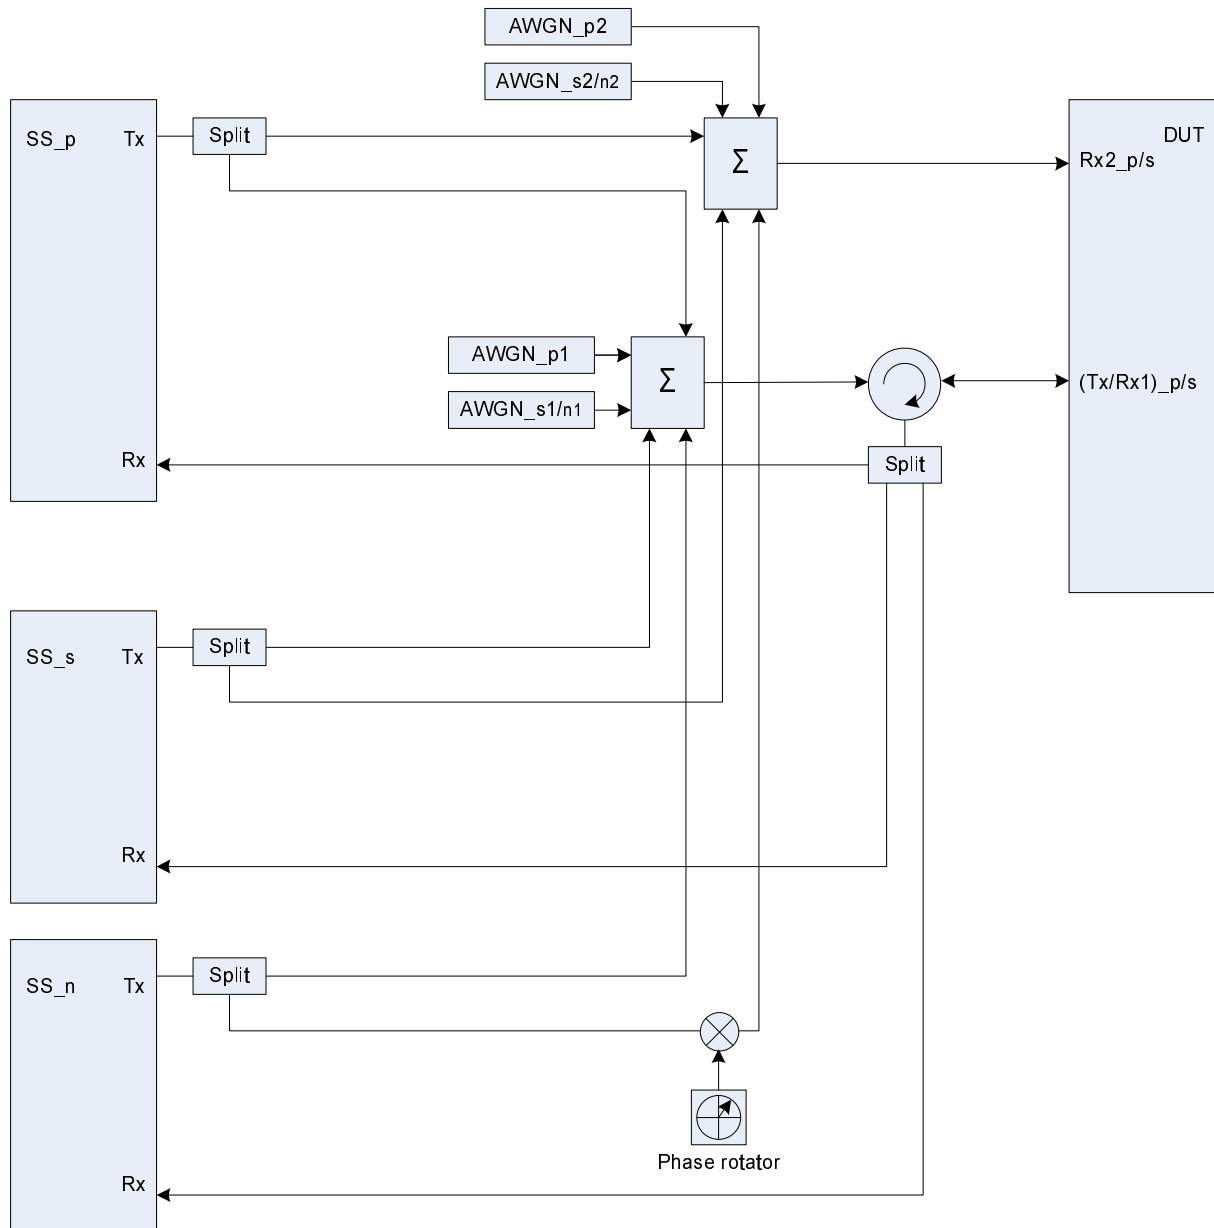 AWGN_p2
AWGN_s2/n2
SS_p
Tx
Split
Σ
DUT
Rx2_p/s
AWGN_p1
AWGN_s1/n1
Σ
(Tx/Rx1)_p/s
Rx
Split
SS_s
Tx
Split
Rx
SS_n
Tx
Split
Phase rotator
Rx